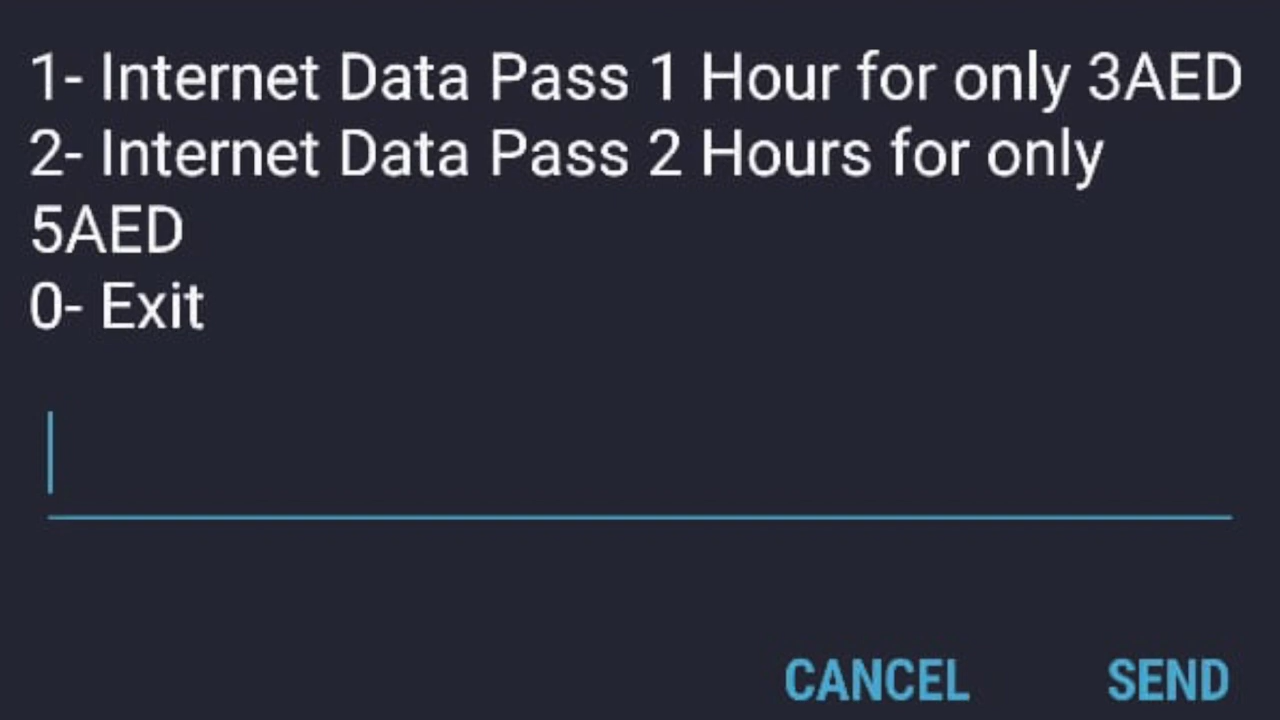 1- Internet Data Pass 1 Hour for only 3AED
2- Internet Data Pass 2 Hours for only
5AED
0- Exit
CANCEL SEND